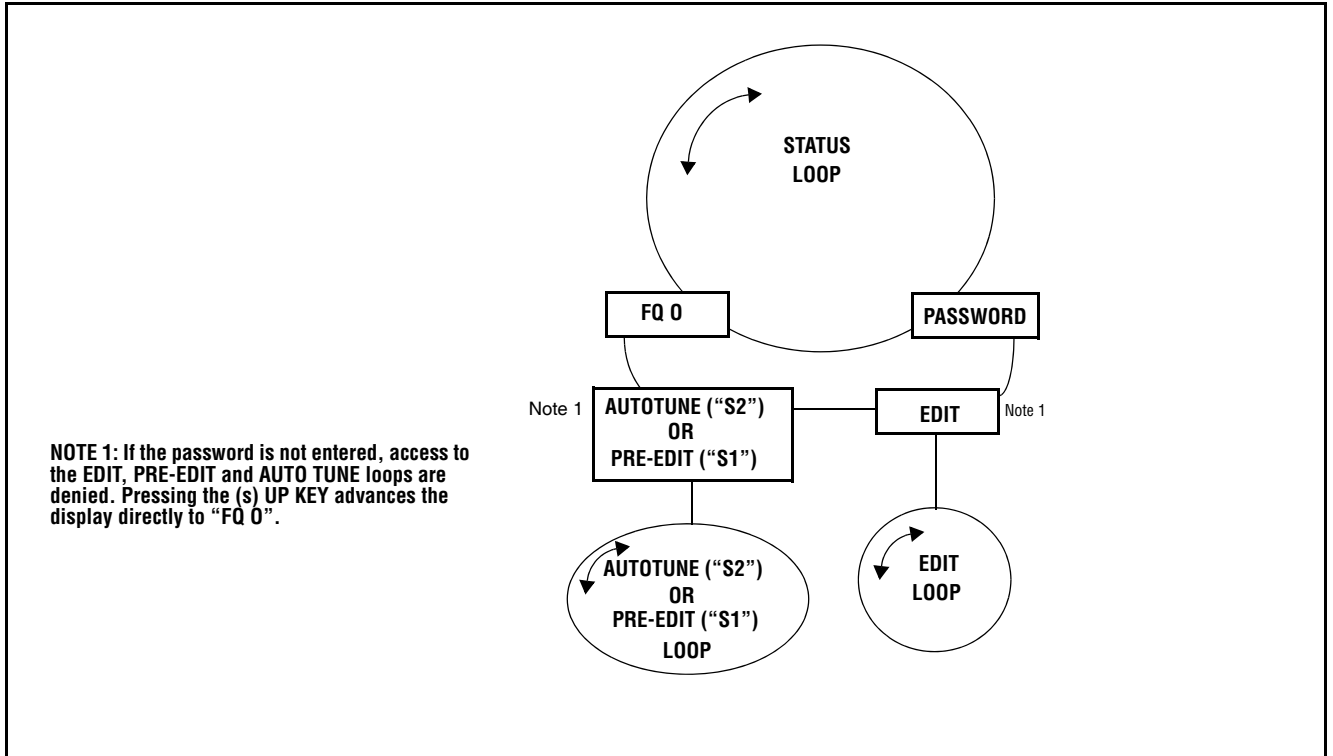 STATUS
LOOP
FQ O
PASSWORD
Note 1
AUTOTUNE (“S2”)
OR
PRE-EDIT (“S1”)
EDIT
Note 1
NOTE 1: If the password is not entered, access to
the EDIT, PRE-EDIT and AUTO TUNE loops are
denied. Pressing the (s) UP KEY advances the
display directly to “FQ O”.
AUTOTUNE (“S2”)
OR
PRE-EDIT (“S1”)
LOOP
EDIT
LOOP